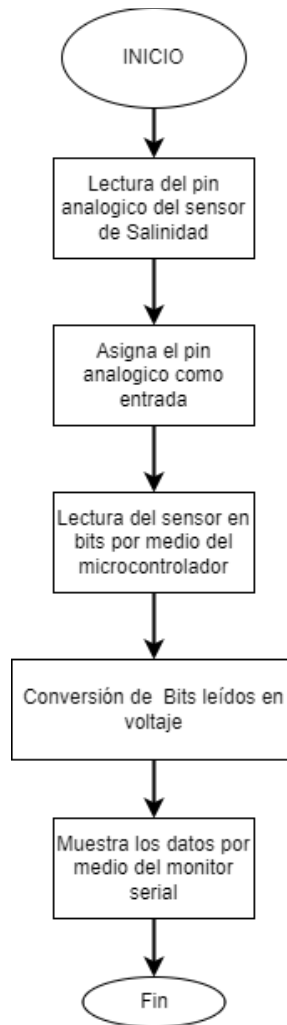 INICIO
Lectura del pin
analogico del sensor
de Salinidad
Asigna el pin
analogico como
entrada
Lectura del sensor en
bits por medio del
microcontrolador
Conversión de Bits leídos en
voltaje
Muestra los datos por
medio del monitor
serial
Fin